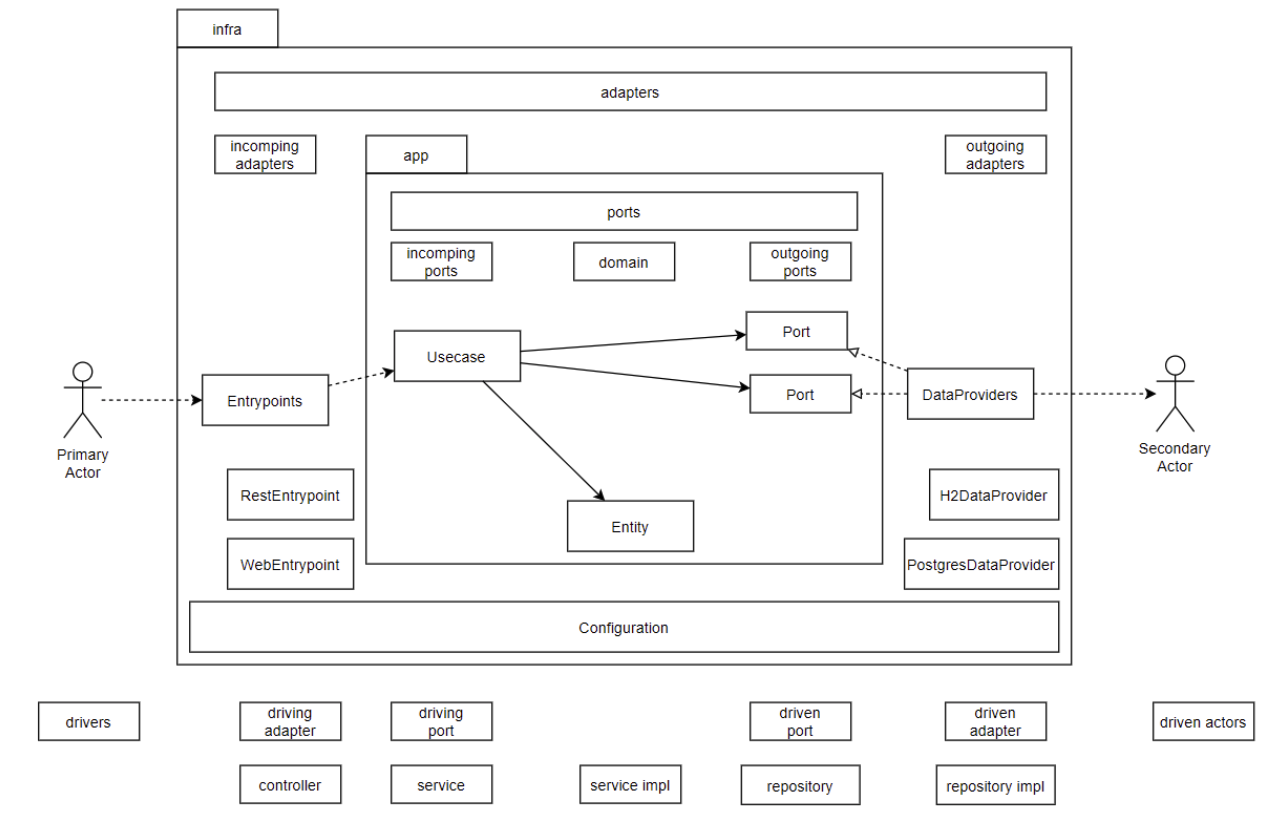 infra
adapters
incomping
adapters
app
outgoing
adapters
ports
incomping
ports
domain
outgoing
ports
Port
Usecase
Port
Entrypoints
DataProviders
Primary
Actor
Secondary
Actor
RestEntrypoint
H2DataProvider
Entity
WebEntrypoint
PostgresDataProvider
Configuration
drivers
driving
adapter
driving
port
driven
port
driven
adapter
driven actors
controller
service
service impl
repository
repository impl